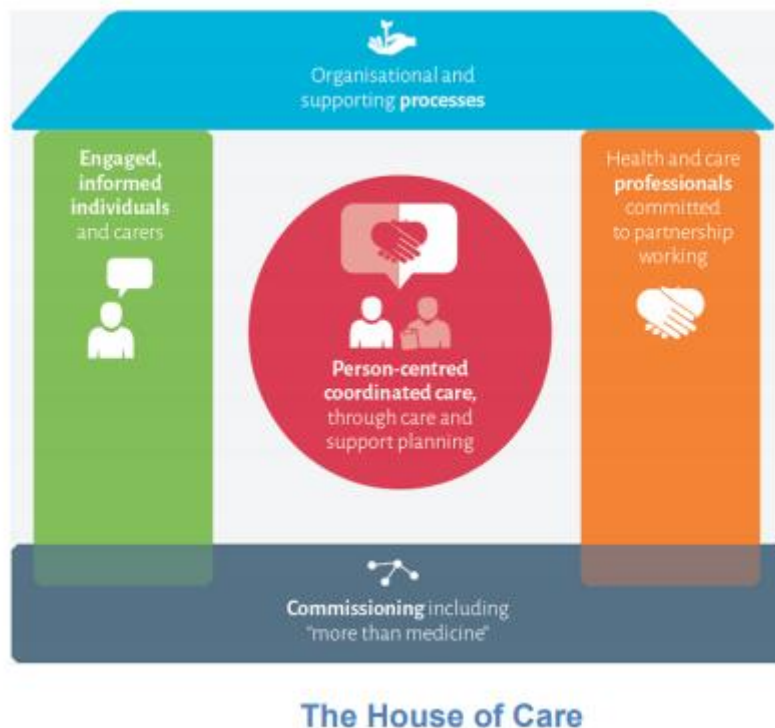 Organisational and
supporting processes
Engaged,
informed
individuals
and carers
Health and care
professionals
committed
to partnership
working
Person-centred
coordinated care,
through care and
support planning
Commissioning including
"more than medicine"
The House of Care